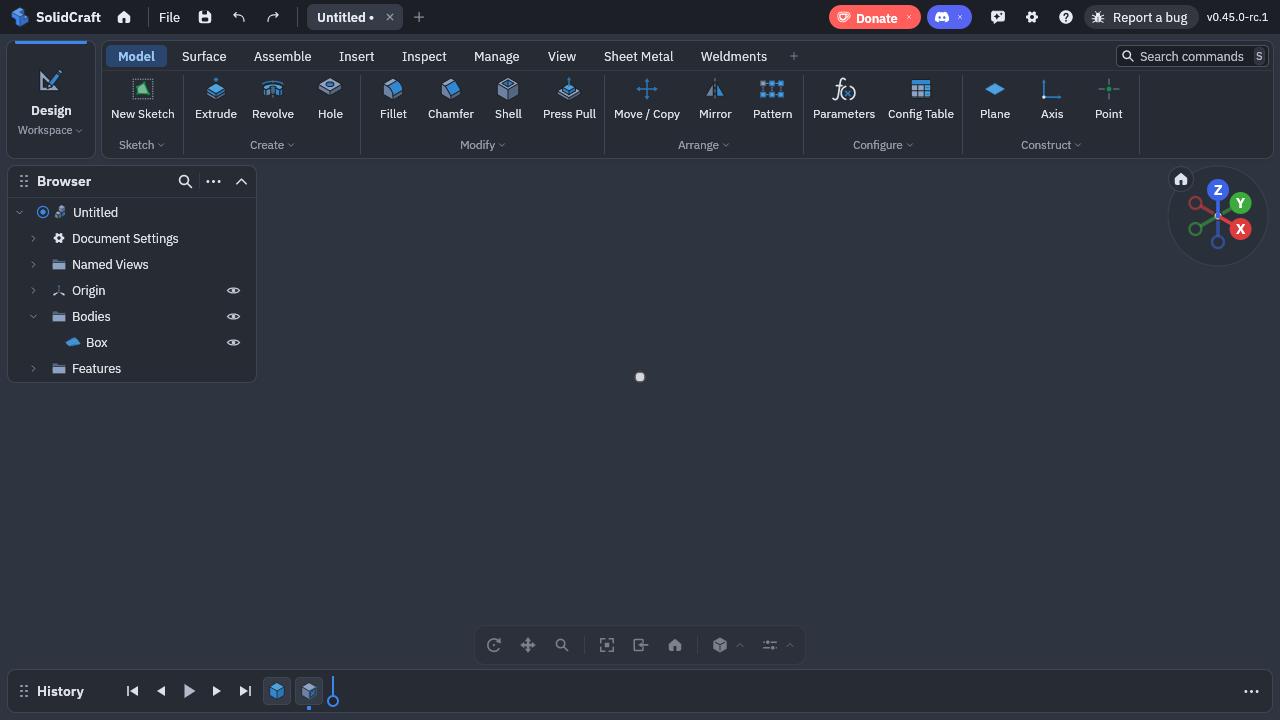 SolidCraft
File
Untitled •
Donate
Report a bug
v0.45.0-rc.1
Design
Workspace
Model
Surface
Assemble
Insert
Inspect
Manage
View
Sheet Metal
Weldments
Search commands
S
New Sketch
Extrude
Revolve
Hole
Fillet
Chamfer
Shell
Press Pull
Move / Copy
Mirror
Pattern
Parameters
Config Table
Plane
Axis
Point
Sketch
Create
Modify
Arrange
Configure
Construct
Browser
Untitled
Document Settings
Named Views
Origin
Bodies
Box
Features
Z
Y
X
History